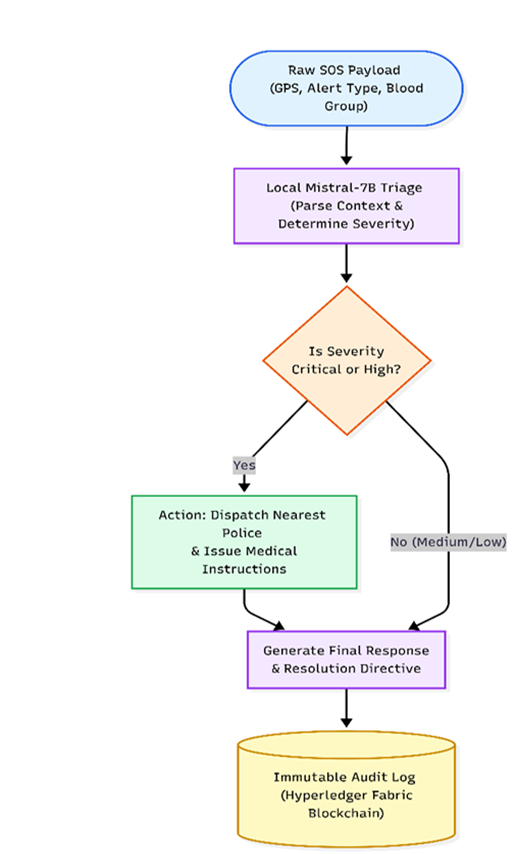 Raw SOS Payload
(GPS, Alert Type, Blood
Group)
Local Mistral-7B Triage
(Parse Context &
Determine Severity)
Is Severity
Critical or High?
Yes
No (Medium/Low)
Action: Dispatch Nearest
Police
& Issue Medical
Instructions
Generate Final Response
& Resolution Directive
Immutable Audit Log
(Hyperledger Fabric
Blockchain)